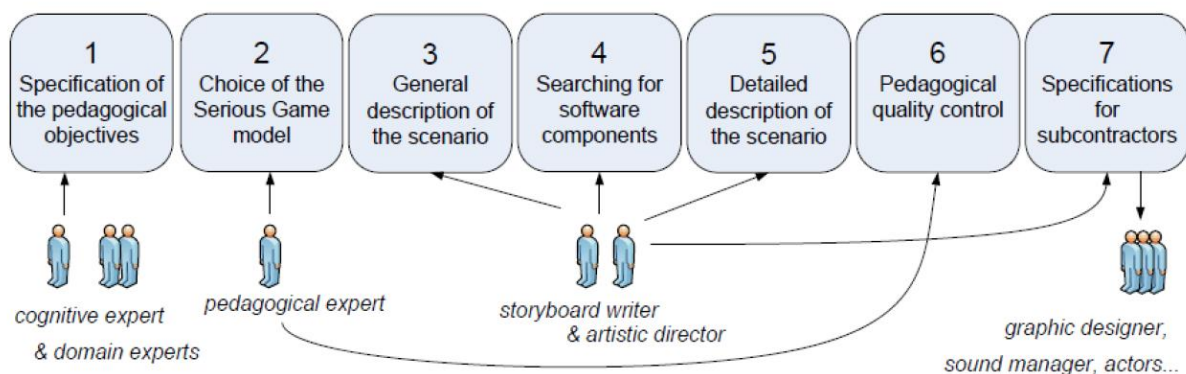 1
Specification of
the pedagogical
objectives
2
Choice of the
Serious Game
model
3
General
description of
the scenario
4
Searching for
software
components
5
Detailed
description of
the scenario
6
Pedagogical
quality control
7
Specifications
for
subcontractors
cognitive expert
& domain experts
pedagogical expert
storyboard writer
& artistic director
graphic designer,
sound manager, actors...